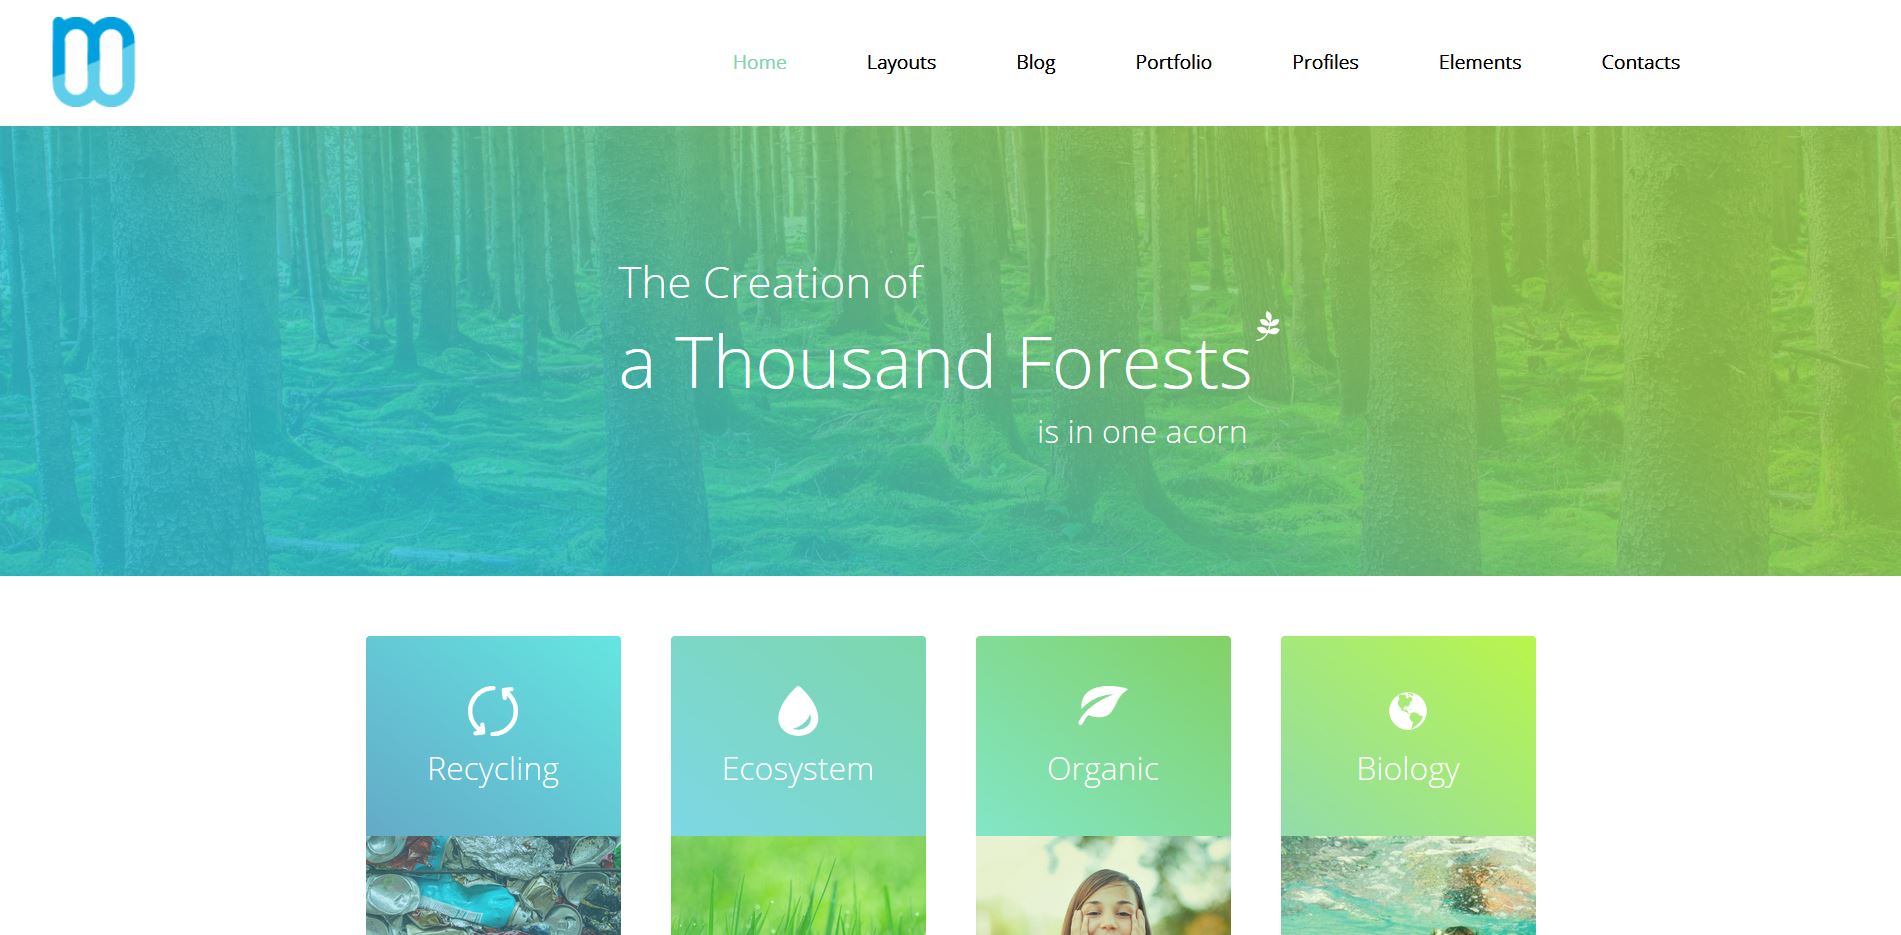 Home Layouts Blog Portfolio Profiles Elements Contacts
The Creation of
a Thousand Forests
is in one acorn
Recycling Ecosystem Organic Biology